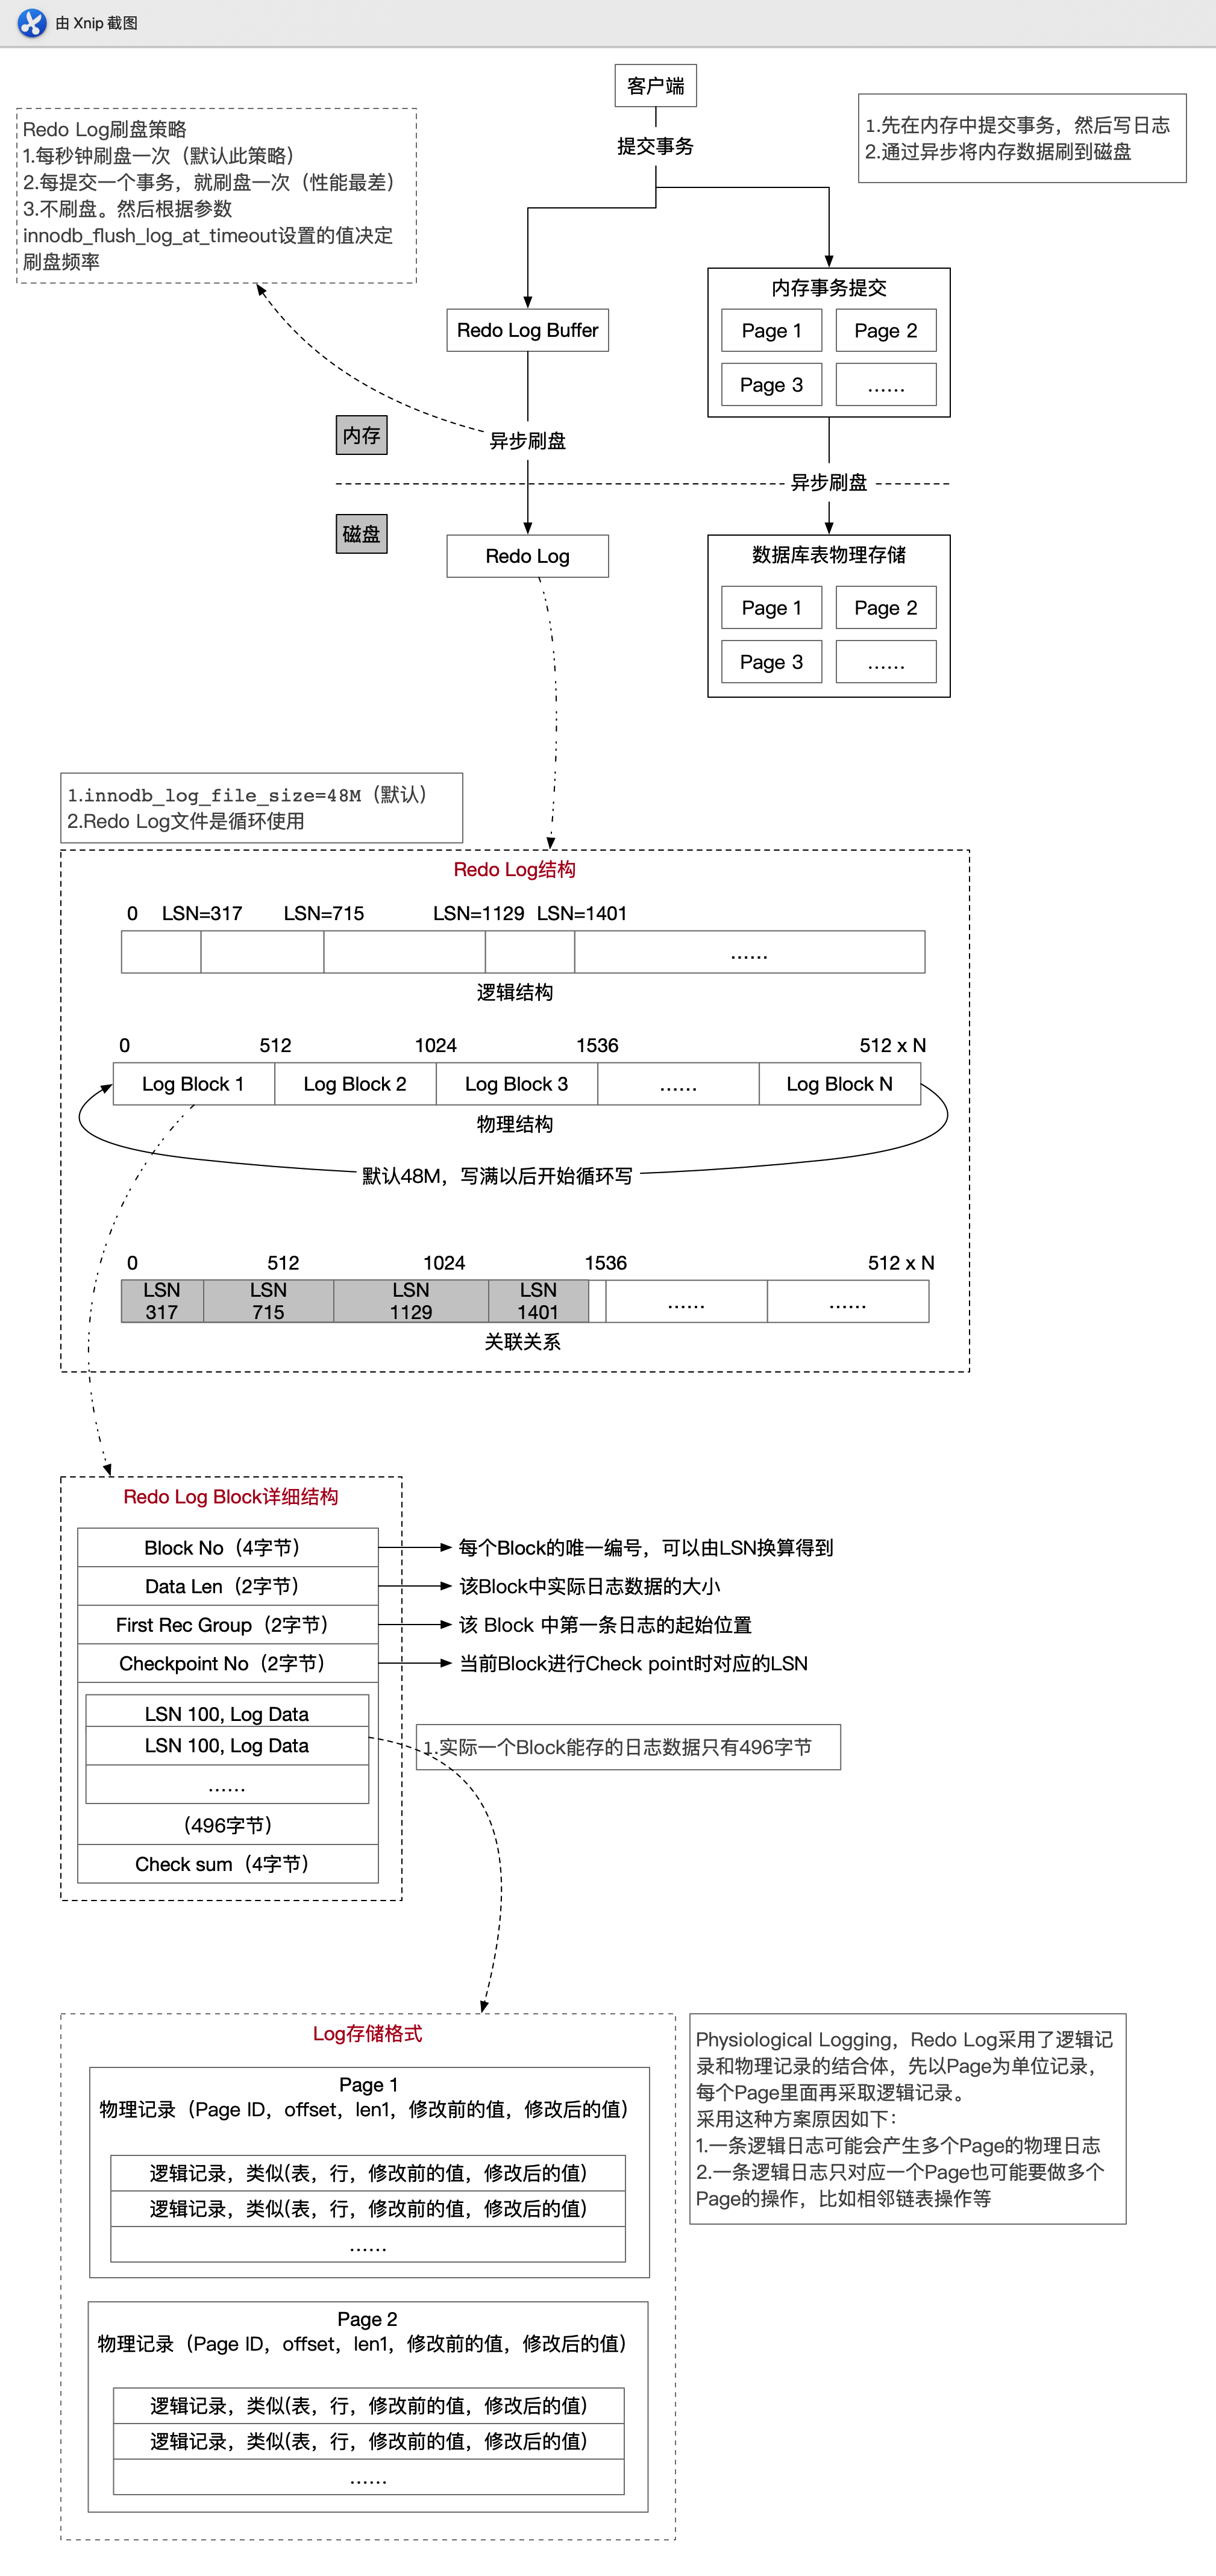 由 Xnip 截图
客户端
提交事务
Redo Log刷盘策略
1.每秒钟刷盘一次（默认此策略）
2.每提交一个事务，就刷盘一次（性能最差）
3.不刷盘。然后根据参数
innodb_flush_log_at_timeout设置的值决定
刷盘频率
1.先在内存中提交事务，然后写日志
2.通过异步将内存数据刷到磁盘
内存事务提交
Page 1
Page 2
Page 3
......
Redo Log Buffer
内存
异步刷盘
异步刷盘
磁盘
Redo Log
数据库表物理存储
Page 1
Page 2
Page 3
......
1.innodb_log_file_size=48M（默认）
2.Redo Log文件是循环使用
Redo Log结构
0 LSN=317 LSN=715 LSN=1129 LSN=1401
......
逻辑结构
0 512 1024 1536 512 x N
Log Block 1 Log Block 2 Log Block 3 ...... Log Block N
物理结构
默认48M，写满以后开始循环写
0 512 1024 1536 512 x N
LSN LSN LSN LSN
317 715 1129 1401 ...... ......
关联关系
Redo Log Block详细结构
Block No（4字节） 每个Block的唯一编号，可以由LSN换算得到
Data Len（2字节） 该Block中实际日志数据的大小
First Rec Group（2字节） 该 Block 中第一条日志的起始位置
Checkpoint No（2字节） 当前Block进行Check point时对应的LSN
LSN 100, Log Data
LSN 100, Log Data
......
（496字节）
Check sum（4字节）
1.实际一个Block能存的日志数据只有496字节
Log存储格式
Page 1
物理记录（Page ID，offset，len1，修改前的值，修改后的值）
逻辑记录，类似(表，行，修改前的值，修改后的值)
逻辑记录，类似(表，行，修改前的值，修改后的值)
......
Page 2
物理记录（Page ID，offset，len1，修改前的值，修改后的值）
逻辑记录，类似(表，行，修改前的值，修改后的值)
逻辑记录，类似(表，行，修改前的值，修改后的值)
......
Physiological Logging，Redo Log采用了逻辑记
录和物理记录的结合体，先以Page为单位记录，
每个Page里面再采取逻辑记录。
采用这种方案原因如下：
1.一条逻辑日志可能会产生多个Page的物理日志
2.一条逻辑日志只对应一个Page也可能要做多个
Page的操作，比如相邻链表操作等